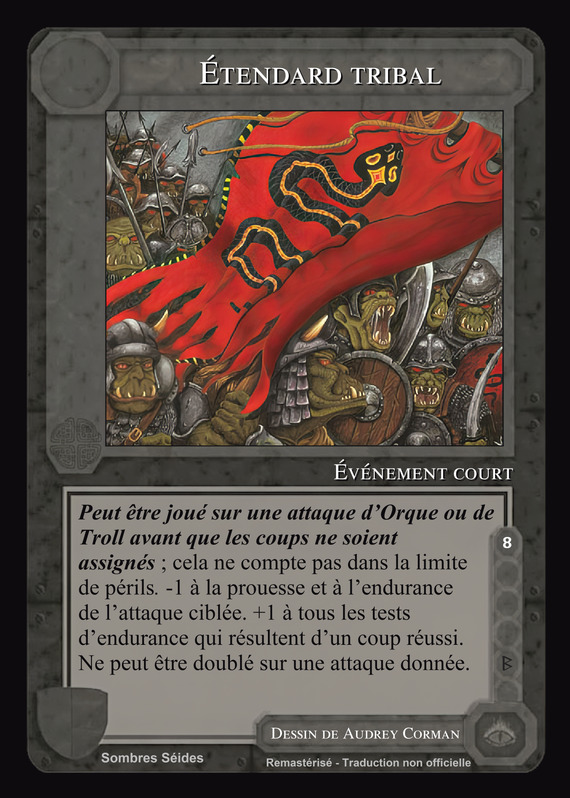 Étendard tribal
Événement court
Peut être joué sur une attaque d’Orque ou de
Troll avant que les coups ne soient
assignés ; cela ne compte pas dans la limite
de périls. -1 à la prouesse et à l’endurance
de l’attaque ciblée. +1 à tous les tests
d’endurance qui résultent d’un coup réussi.
Ne peut être doublé sur une attaque donnée.
8
ᛒ
Dessin de Audrey Corman
Sombres Séides
Remastérisé - Traduction non officielle